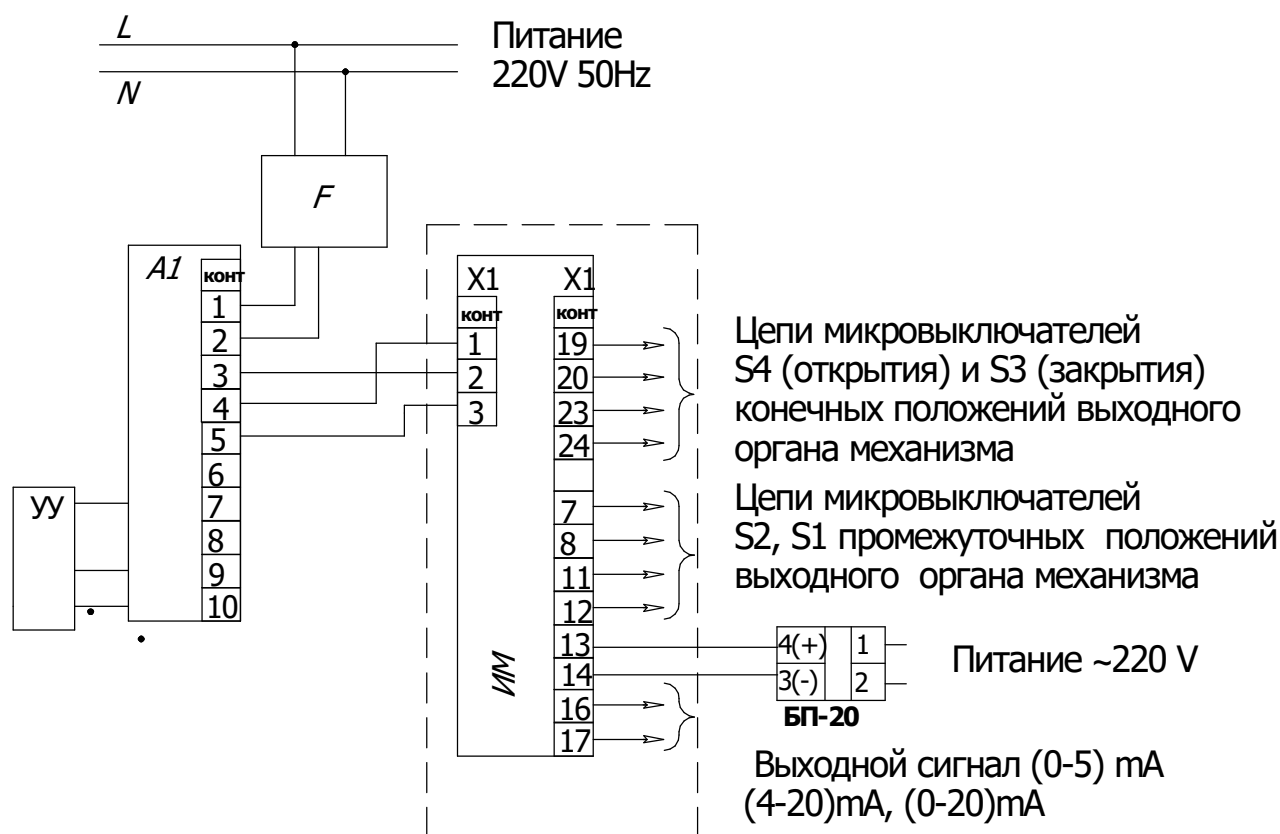 L
Питание
220V 50Hz
N
F
А1
конт
1
2
3
4
5
6
7
8
9
10
УУ
X1
X1
конт
конт
1
2
3
19
20
23
24
7
8
11
12
13
14
16
17
ИМ
Цепи микровыключателей
S4 (открытия) и S3 (закрытия)
конечных положений выходного
органа механизма
Цепи микровыключателей
S2, S1 промежуточных положений
выходного органа механизма
4(+) 1
3(-) 2
БП-20
Питание ~220 V
Выходной сигнал (0-5) mA
(4-20)mA, (0-20)mA